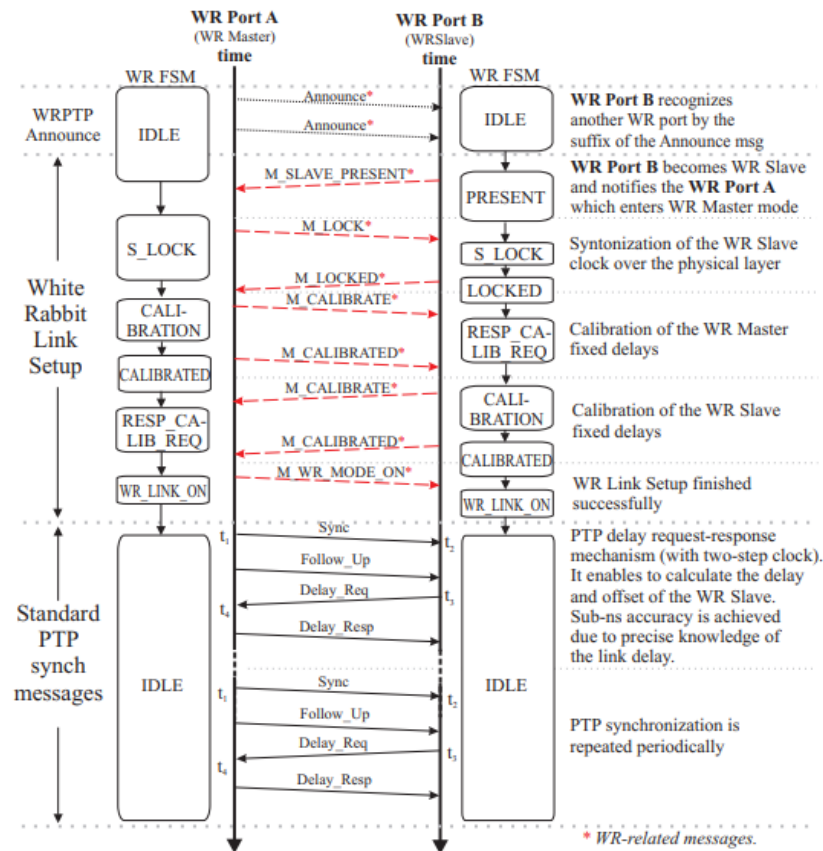 WR Port A
(WR Master)
time
WR Port B
(WRSlave)
time
WR FSM
WR FSM
WRPTP
Announce
IDLE
Announce*
Announce*
IDLE
WR Port B recognizes
another WR port by the
suffix of the Announce msg
White
Rabbit
Link
Setup
M_SLAVE_PRESENT*
PRESENT
WR Port B becomes WR Slave
and notifies the WR Port A
which enters WR Master mode
S_LOCK
M_LOCK*
S_LOCK
Syntonization of the WR Slave
clock over the physical layer
M_LOCKED*
LOCKED
CALI-
BRATION
M_CALIBRATE*
RESP_CA-
LIB_REQ
Calibration of the WR Master
fixed delays
CALIBRATED
M_CALIBRATED*
M_CALIBRATE*
CALI-
BRATION
Calibration of the WR Slave
fixed delays
RESP_CA-
LIB_REQ
M_CALIBRATED*
CALIBRATED
WR_LINK_ON
M_WR_MODE_ON*
WR_LINK_ON
WR Link Setup finished
successfully
Standard
PTP
synch
messages
IDLE
t1
Sync
t2
Follow_Up
Delay_Req
t3
t4
Delay_Resp
IDLE
PTP delay request-response
mechanism (with two-step clock).
It enables to calculate the delay
and offset of the WR Slave.
Sub-ns accuracy is achieved
due to precise knowledge of
the link delay.
t1
Sync
t2
Follow_Up
Delay_Req
t3
t4
Delay_Resp
PTP synchronization is
repeated periodically
* WR-related messages.